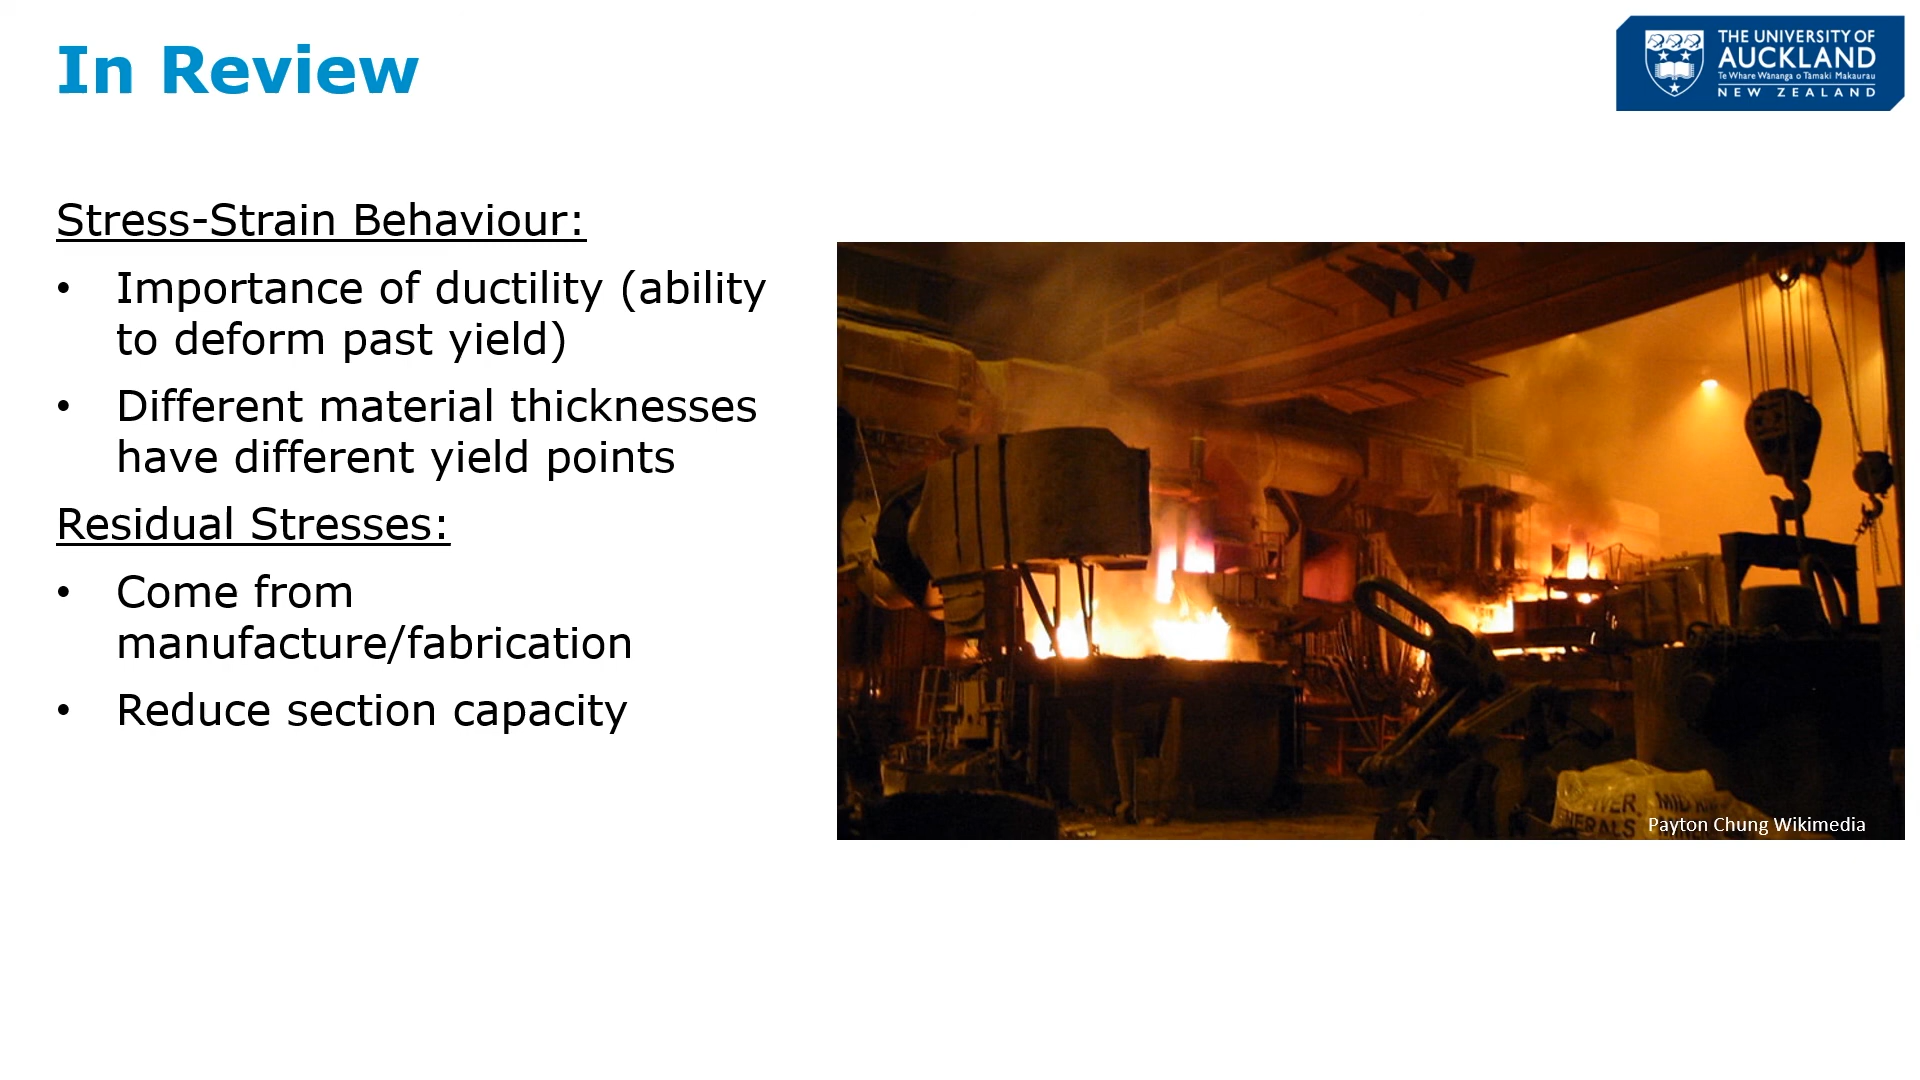 In Review
THE UNIVERSITY OF
AUCKLAND
Te Whare Wānanga o Tāmaki Makaurau
NEW ZEALAND
Stress-Strain Behaviour:
• Importance of ductility (ability
to deform past yield)
• Different material thicknesses
have different yield points
Residual Stresses:
• Come from
manufacture/fabrication
• Reduce section capacity
Payton Chung Wikimedia